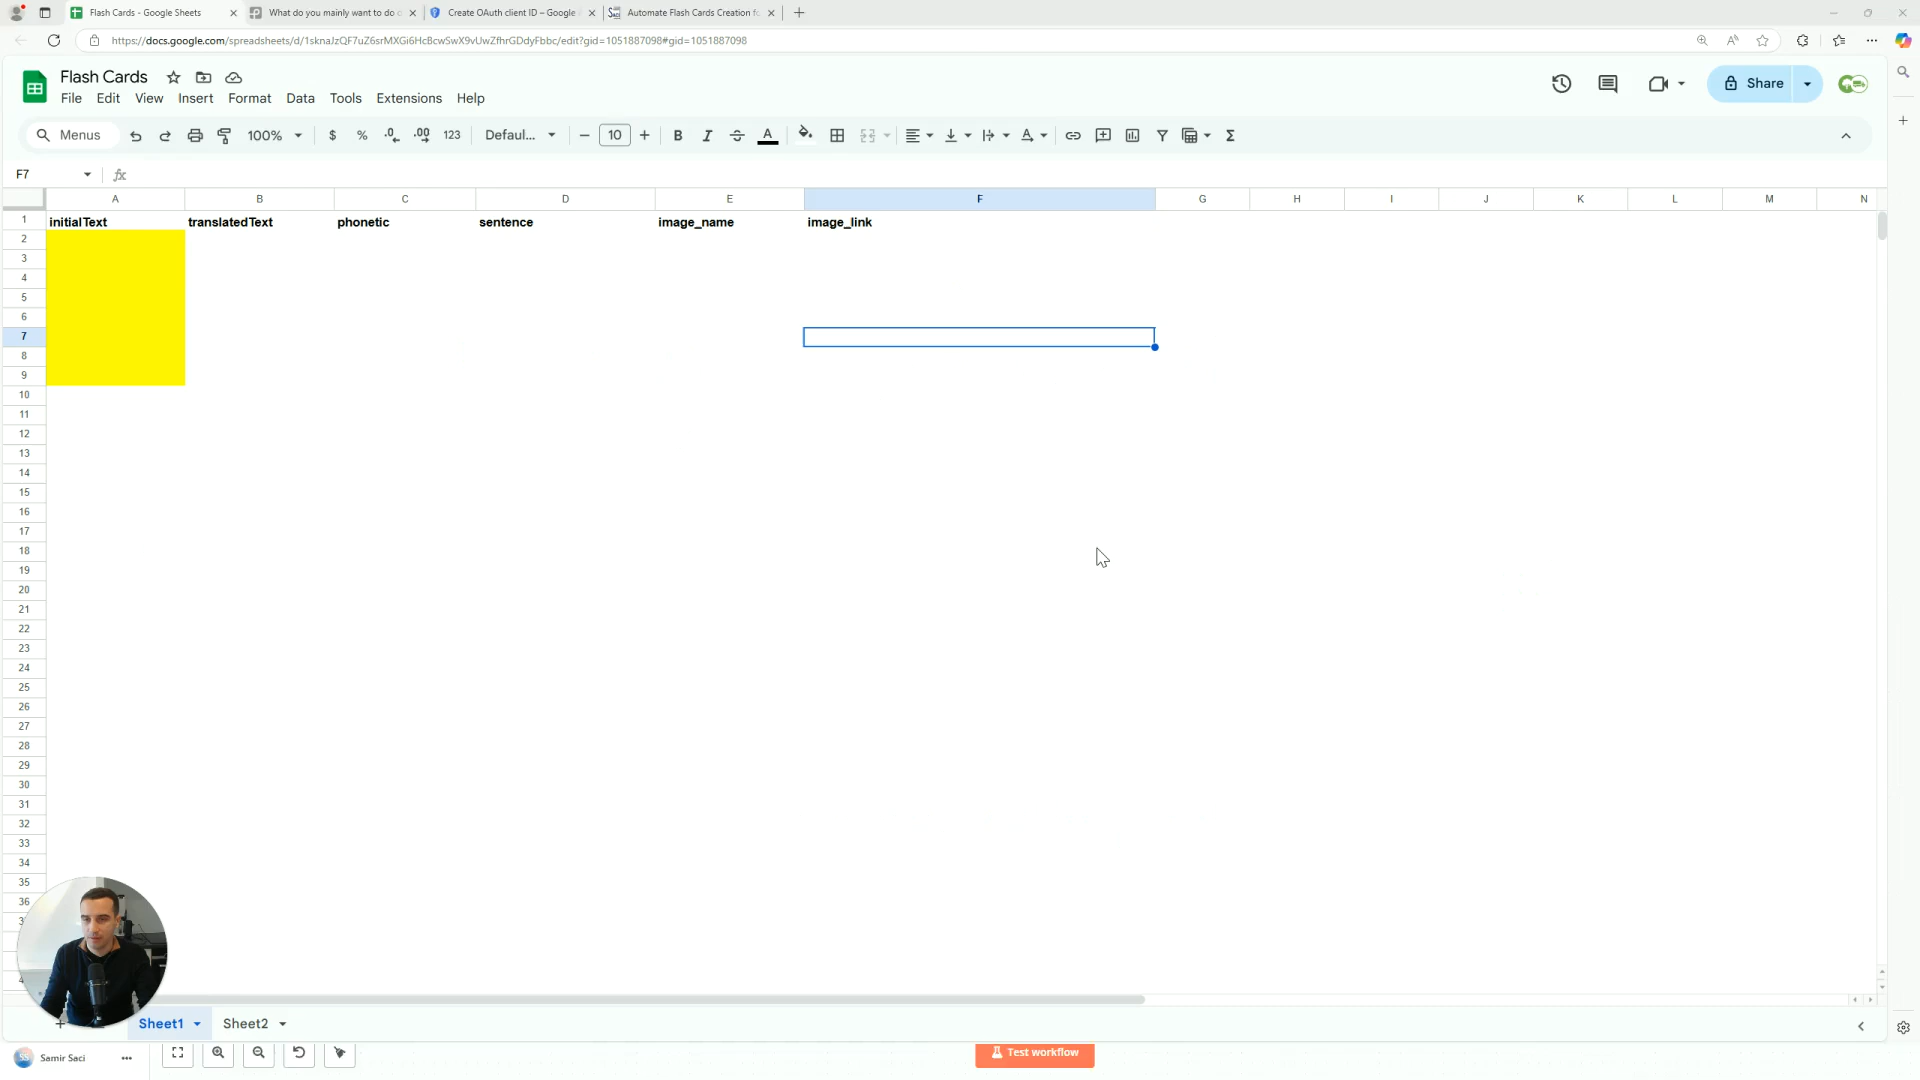 Flash Cards - Google Sheets
What do you mainly want to do
Create OAuth client ID – Google
Automate Flash Cards Creation f
https://docs.google.com/spreadsheets/d/1sknaJzQF7uZ6srMXGi6HcBcwSwX9vUwZfhrGDdyFbbc/edit?gid=1051887098#gid=1051887098
Flash Cards
File Edit View Insert Format Data Tools Extensions Help
Share
Menus 100% $ % .0 .00 123 Defaul... 10 B I A
F7 fx
A B C D E F G H I J K L M N
1 initialText translatedText phonetic sentence image_name image_link
2
3
4
5
6
7
8
9
10
11
12
13
14
15
16
17
18
19
20
21
22
23
24
25
26
27
28
29
30
31
32
33
34
35
36
Sheet1 Sheet2
Samir Saci
Test workflow